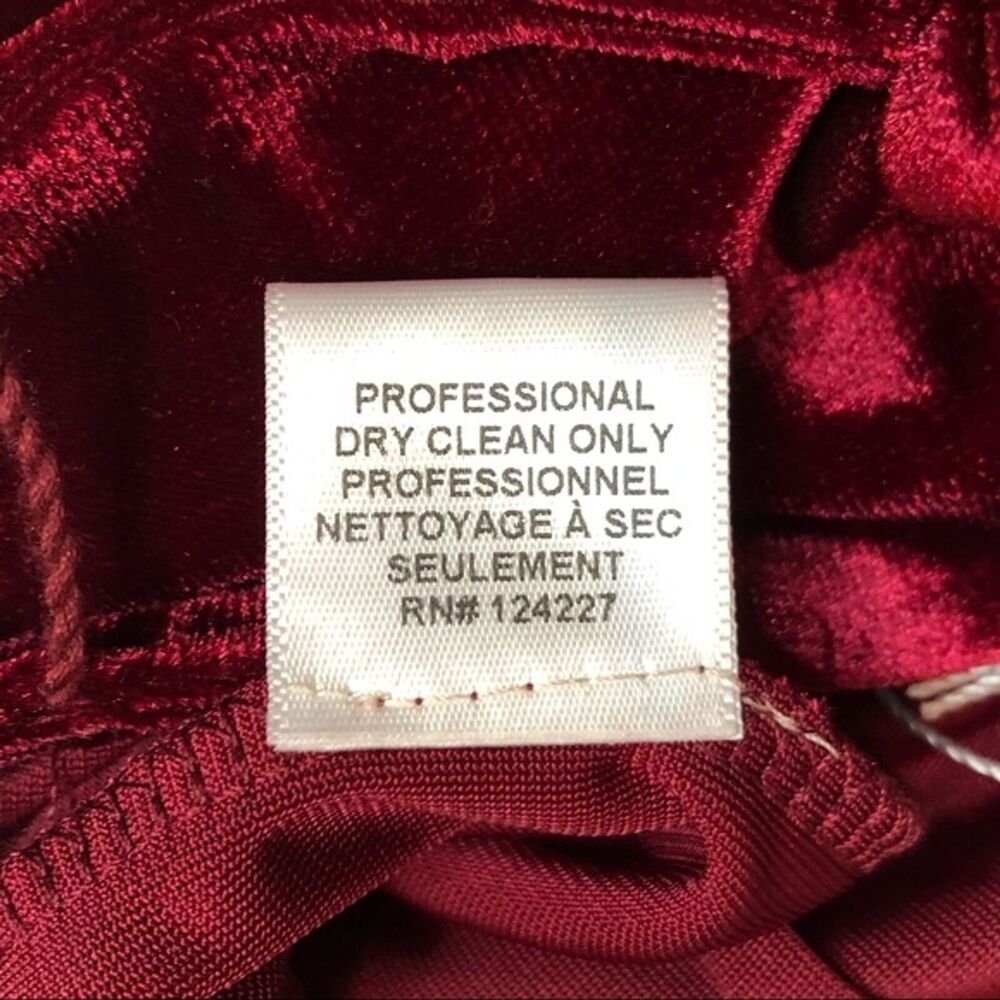 PROFESSIONAL
DRY CLEAN ONLY
PROFESSIONNEL
NETTOYAGE À SEC
SEULEMENT
RN# 124227